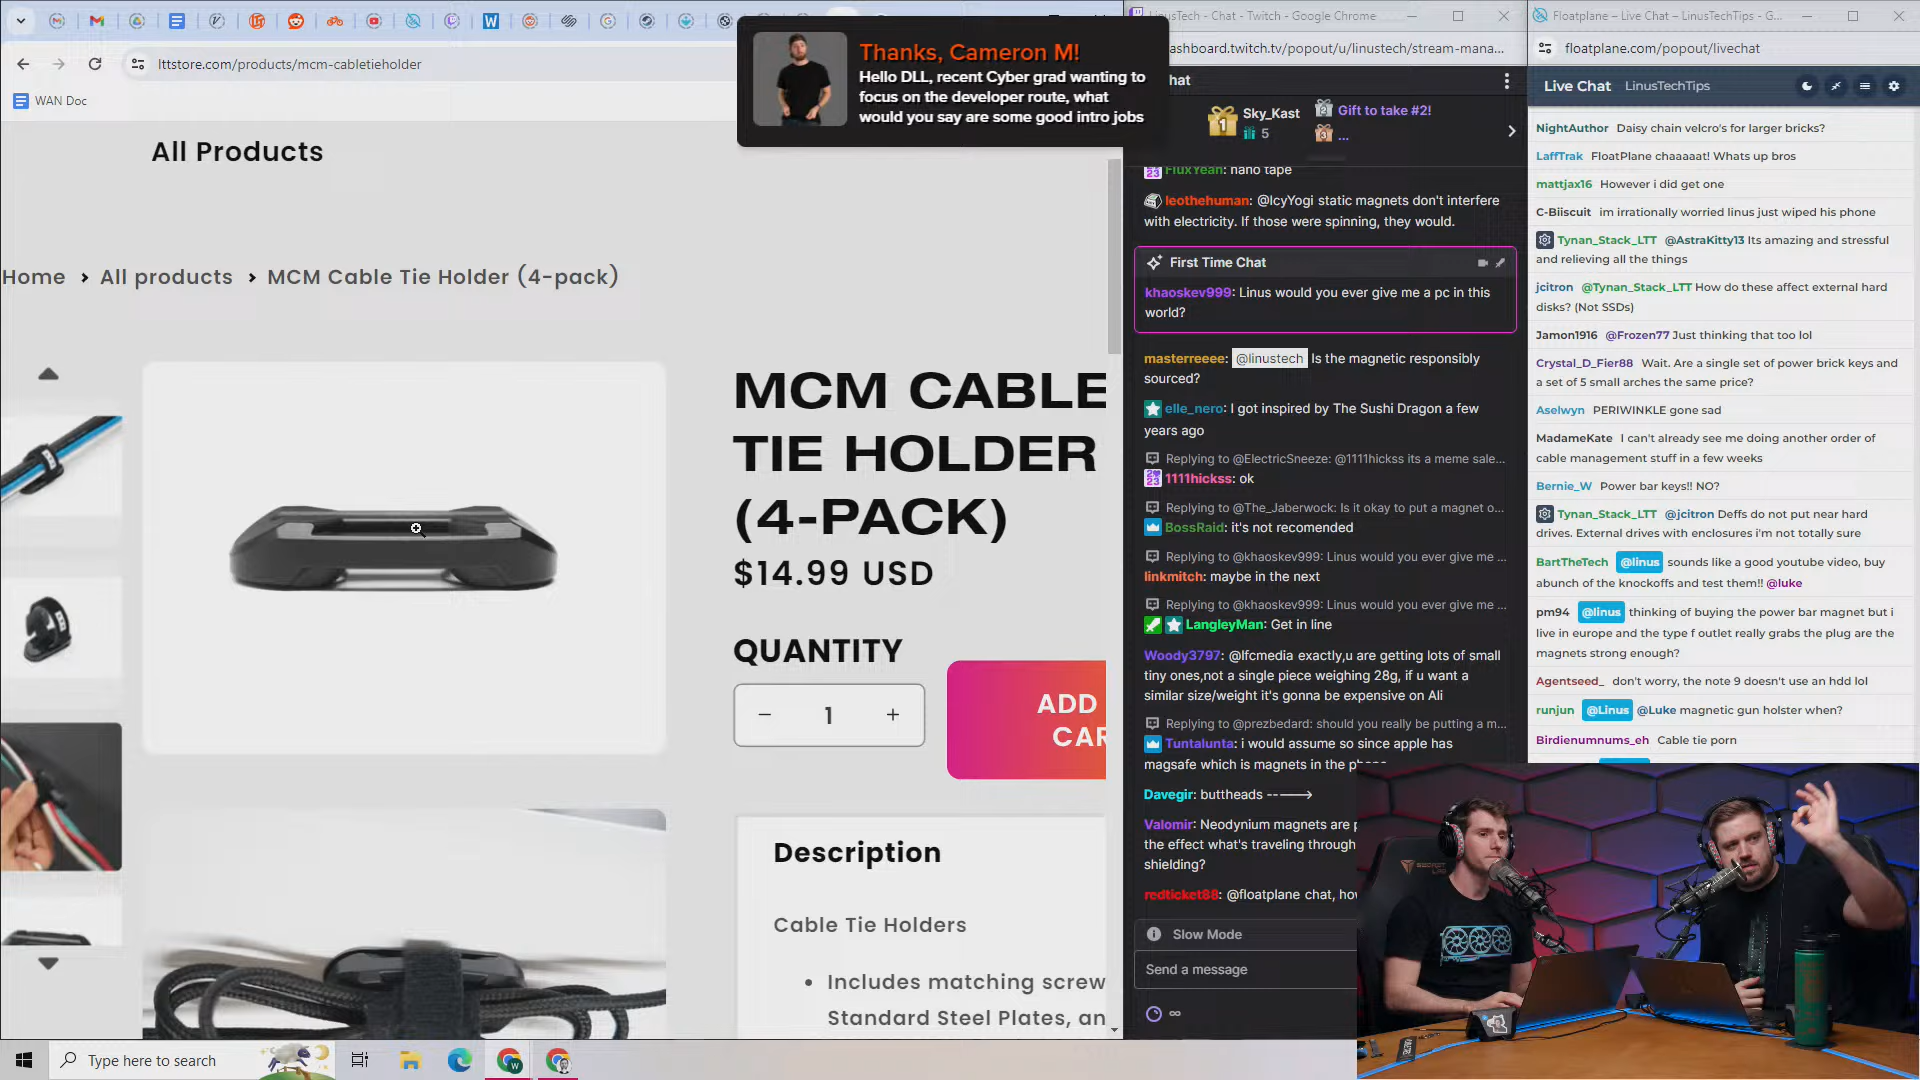 lttstore.com/products/mcm-cabletieholder
WAN Doc
All Products
Home › All products › MCM Cable Tie Holder (4-pack)
MCM CABLE
TIE HOLDER
(4-PACK)
$14.99 USD
QUANTITY
− 1 +
ADD
CAR
Description
Cable Tie Holders
• Includes matching screw
Standard Steel Plates, an
Type here to search
Thanks, Cameron M!
Hello DLL, recent Cyber grad wanting to
focus on the developer route, what
would you say are some good intro jobs
LinusTech - Chat - Twitch - Google Chrome
ashboard.twitch.tv/popout/u/linustech/stream-mana...
hat
1
Sky_Kast
5
Gift to take #2!
...
FluxYeah: nano tape
leothehuman: @IcyYogi static magnets don't interfere
with electricity. If those were spinning, they would.
First Time Chat
khaoskev999: Linus would you ever give me a pc in this
world?
masterreeee: @linustech Is the magnetic responsibly
sourced?
elle_nero: I got inspired by The Sushi Dragon a few
years ago
Replying to @ElectricSneeze: @1111hickss its a meme sale...
1111hickss: ok
Replying to @The_Jaberwock: Is it okay to put a magnet o...
BossRaid: it's not recomended
Replying to @khaoskev999: Linus would you ever give me ...
linkmitch: maybe in the next
Replying to @khaoskev999: Linus would you ever give me ...
LangleyMan: Get in line
Woody3797: @lfcmedia exactly,u are getting lots of small
tiny ones,not a single piece weighing 28g, if u want a
similar size/weight it's gonna be expensive on Ali
Replying to @prezbedard: should you really be putting a m...
Tuntalunta: i would assume so since apple has
magsafe which is magnets in the phone
Davegir: buttheads ----->
Valomir: Neodynium magnets are p
the effect what's traveling through
shielding?
redticket88: @floatplane chat, how
Slow Mode
Send a message
∞
Floatplane – Live Chat – LinusTechTips - G...
floatplane.com/popout/livechat
Live Chat LinusTechTips
NightAuthor Daisy chain velcro's for larger bricks?
LaffTrak FloatPlane chaaaaat! Whats up bros
mattjax16 However i did get one
C-Biiscuit im irrationally worried linus just wiped his phone
Tynan_Stack_LTT @AstraKitty13 Its amazing and stressful
and relieving all the things
jcitron @Tynan_Stack_LTT How do these affect external hard
disks? (Not SSDs)
Jamon1916 @Frozen77 Just thinking that too lol
Crystal_D_Fier88 Wait. Are a single set of power brick keys and
a set of 5 small arches the same price?
Aselwyn PERIWINKLE gone sad
MadameKate I can't already see me doing another order of
cable management stuff in a few weeks
Bernie_W Power bar keys!! NO?
Tynan_Stack_LTT @jcitron Deffs do not put near hard
drives. External drives with enclosures i'm not totally sure
BartTheTech @linus sounds like a good youtube video, buy
abunch of the knockoffs and test them!! @luke
pm94 @linus thinking of buying the power bar magnet but i
live in europe and the type f outlet really grabs the plug are the
magnets strong enough?
Agentseed_ don't worry, the note 9 doesn't use an hdd lol
runjun @Linus @Luke magnetic gun holster when?
Birdienumnums_eh Cable tie porn